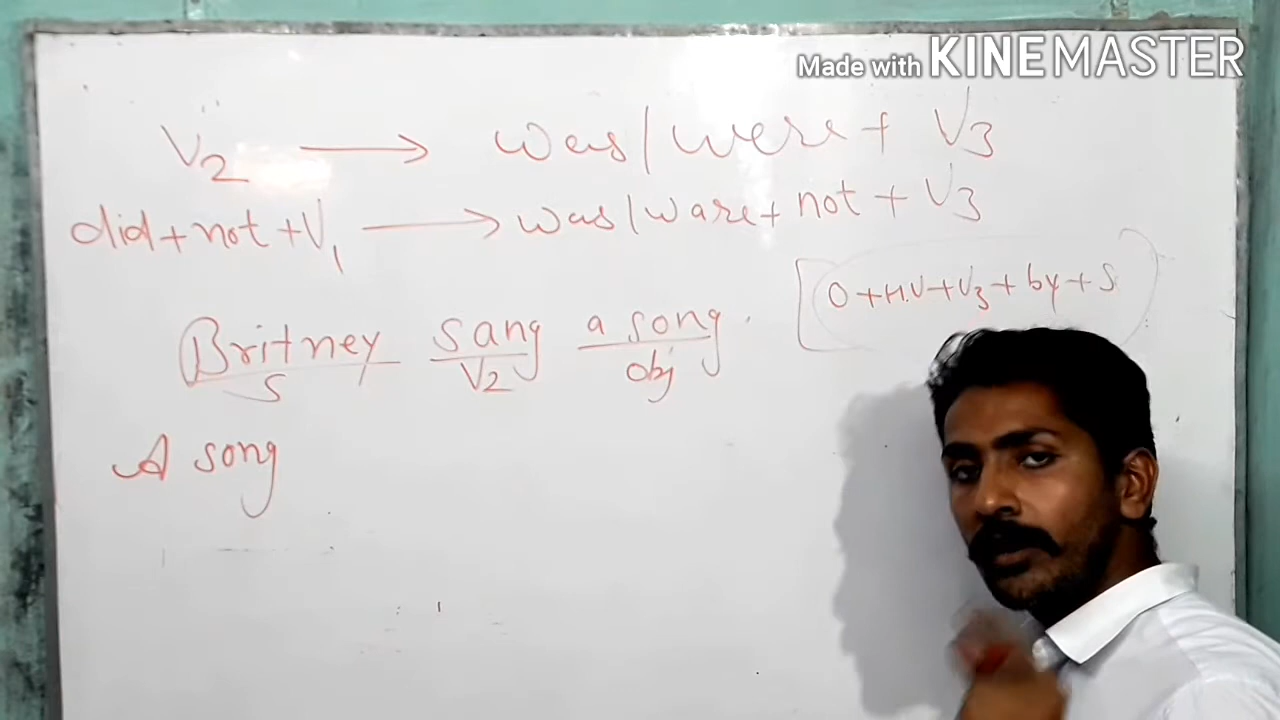 Made with KINEMASTER
V2 → was/were + V3
did + not + V1 → was/ware + not + V3
[O + H.V + V3 + by + S
Britney sang a song.
S V2 obj
A song